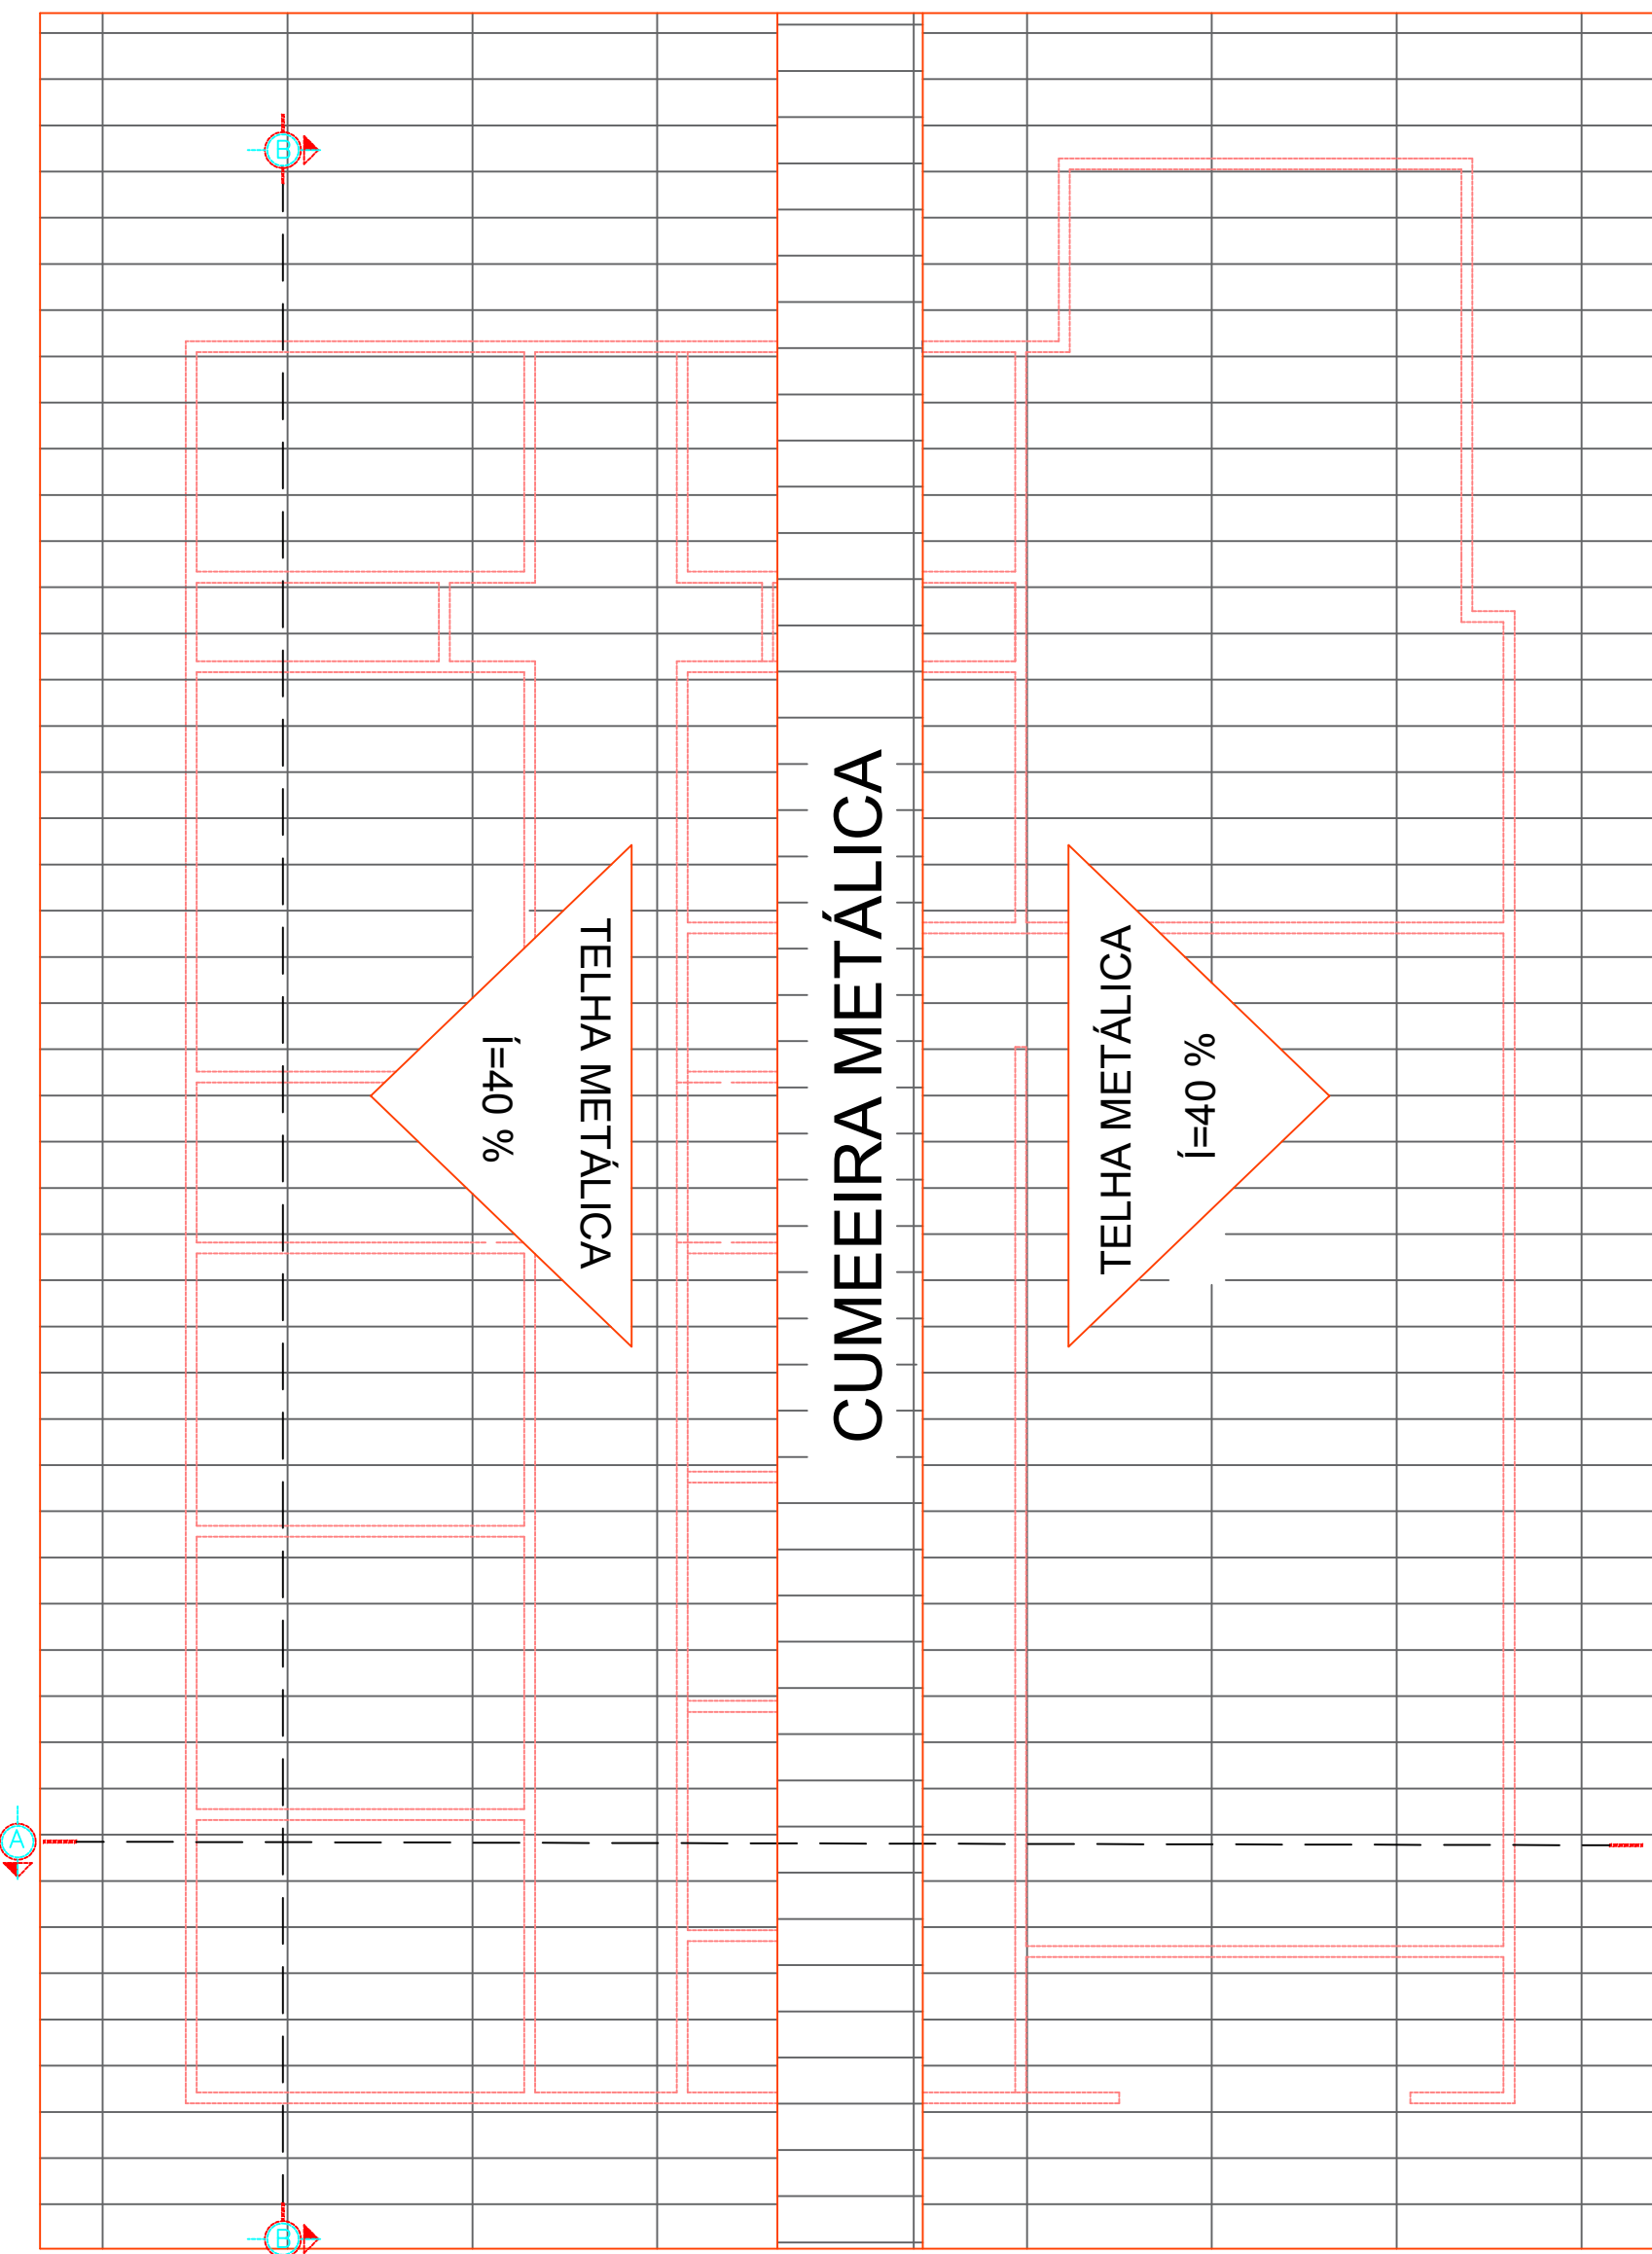 B
TELHA METÁLICA
Í=40 %
CUMEEIRA METÁLICA
TELHA METÁLICA
Í=40 %
A
B